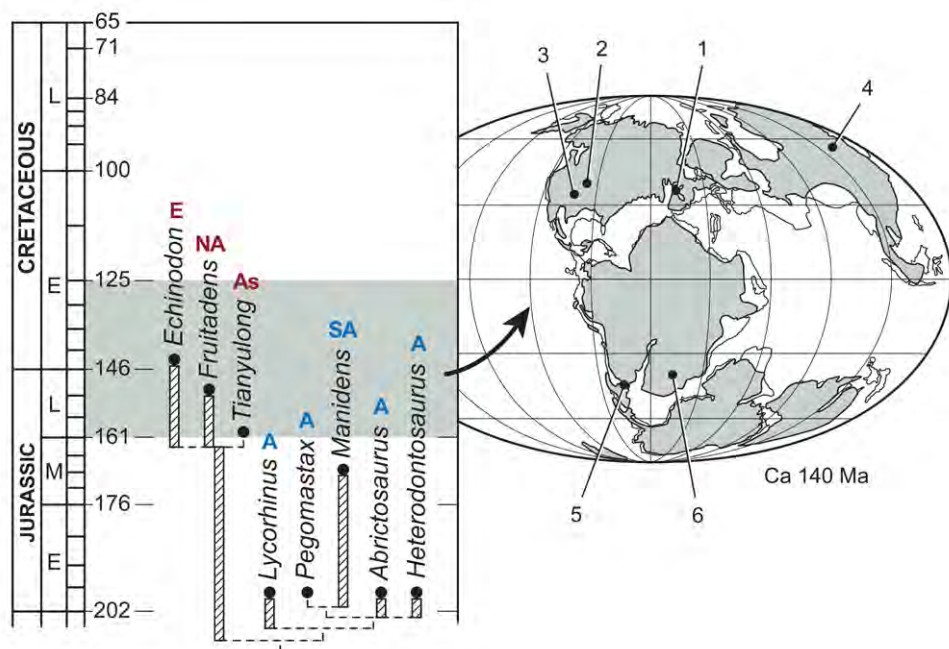 CRETACEOUS
JURASSIC
L
E
L
M
E
65
71
84
100
125
146
161
176
202
E
Echinodon
NA
Fruitadens
As
Tianyulong
A
Lycorhinus
A
Pegomastax
SA
Manidens
A
Abrictosaurus
A
Heterodontosaurus
3
2
1
4
5
6
Ca 140 Ma